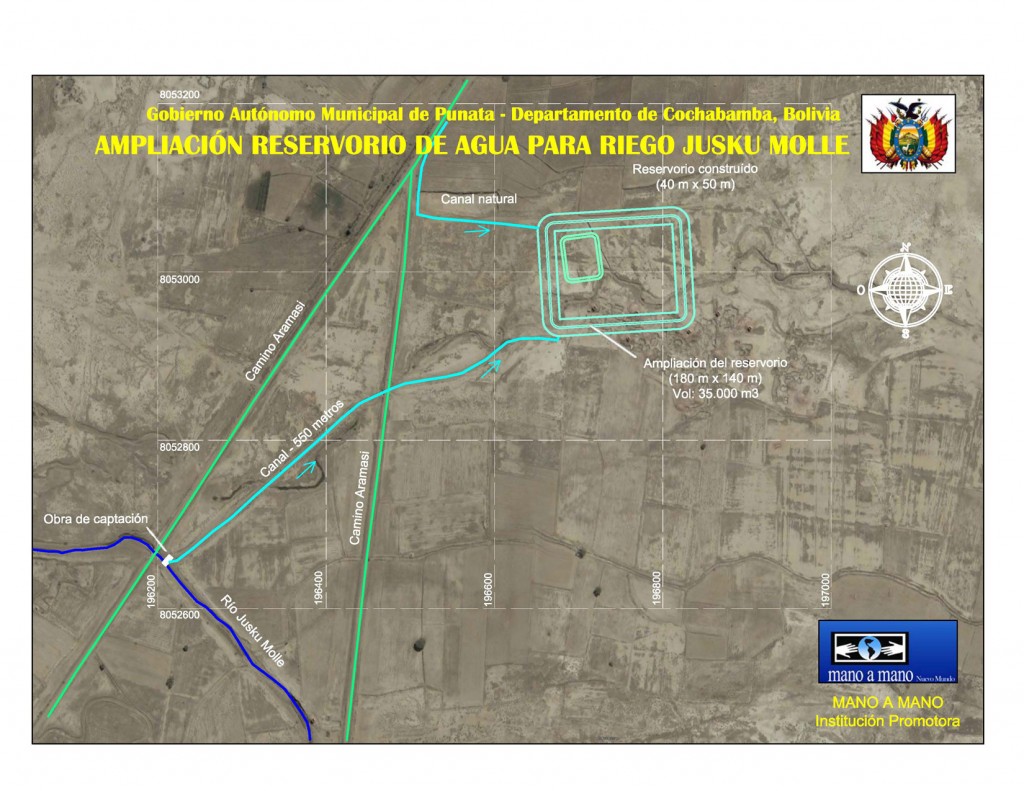 8053200
Gobierno Autónomo Municipal de Punata - Departamento de Cochabamba, Bolivia
AMPLIACIÓN RESERVORIO DE AGUA PARA RIEGO JUSKU MOLLE
Reservorio construído
(40 m x 50 m)
Canal natural
N
O
E
S
8053000
Camino Aramasi
Ampliación del reservorio
(180 m x 140 m)
Vol: 35.000 m3
Canal - 550 metros
8052800
Camino Aramasi
Obra de captación
196200
196400
196600
196800
197000
8052600
Río Jusku Molle
mano a mano Nuevo Mundo
MANO A MANO
Institución Promotora